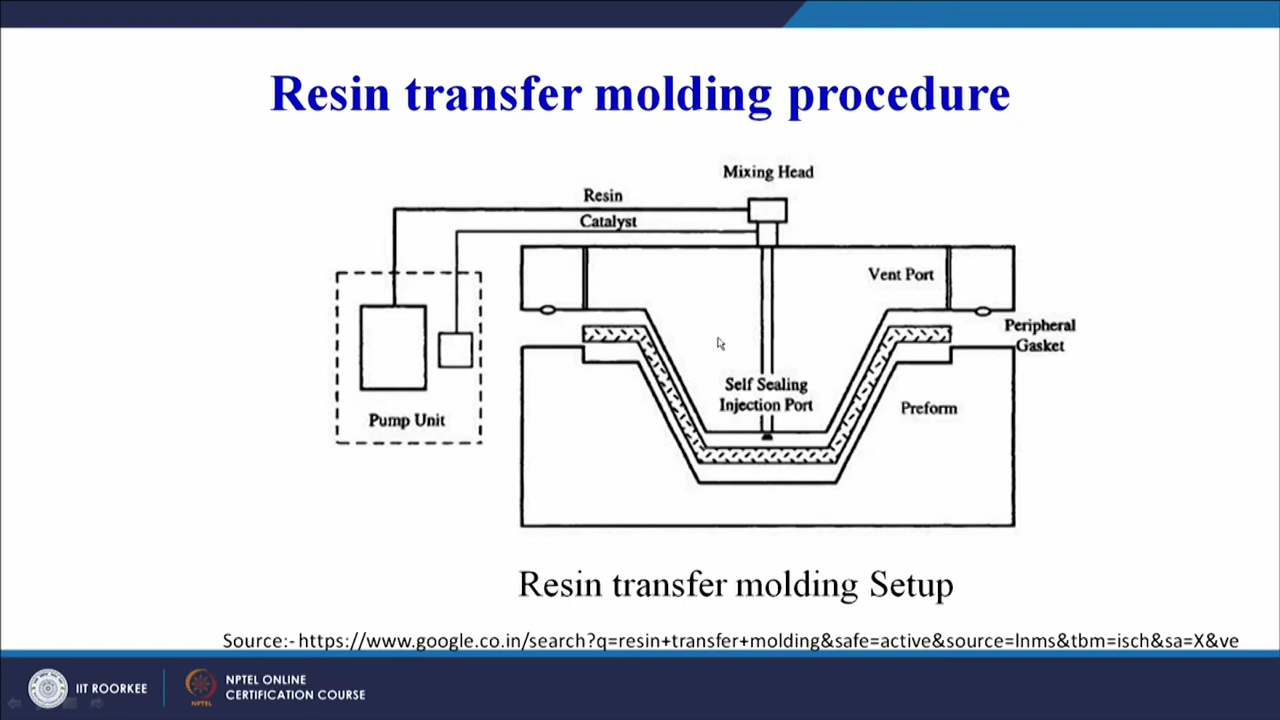 Resin transfer molding procedure
Mixing Head
Resin
Catalyst
Vent Port
Peripheral
Gasket
Self Sealing
Injection Port
Preform
Pump Unit
Resin transfer molding Setup
Source:- https://www.google.co.in/search?q=resin+transfer+molding&safe=active&source=lnms&tbm=isch&sa=X&ve
IIT ROORKEE
NPTEL ONLINE
CERTIFICATION COURSE
NPTEL